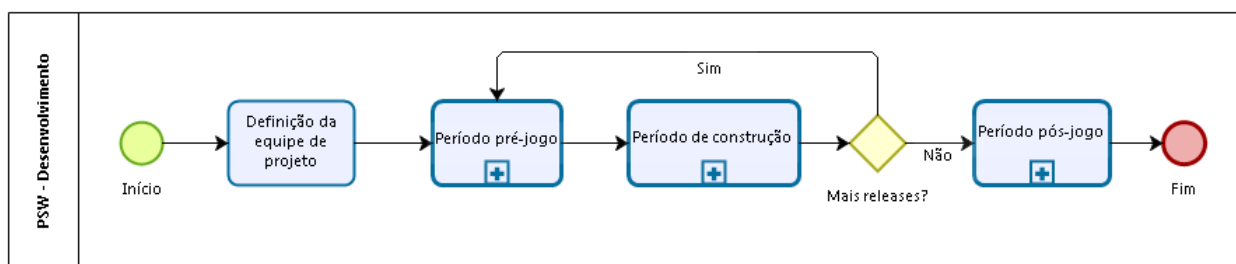 PSW - Desenvolvimento
Início
Definição da
equipe de
projeto
Período pré-jogo
Período de construção
Sim
Mais releases?
Não
Período pós-jogo
Fim